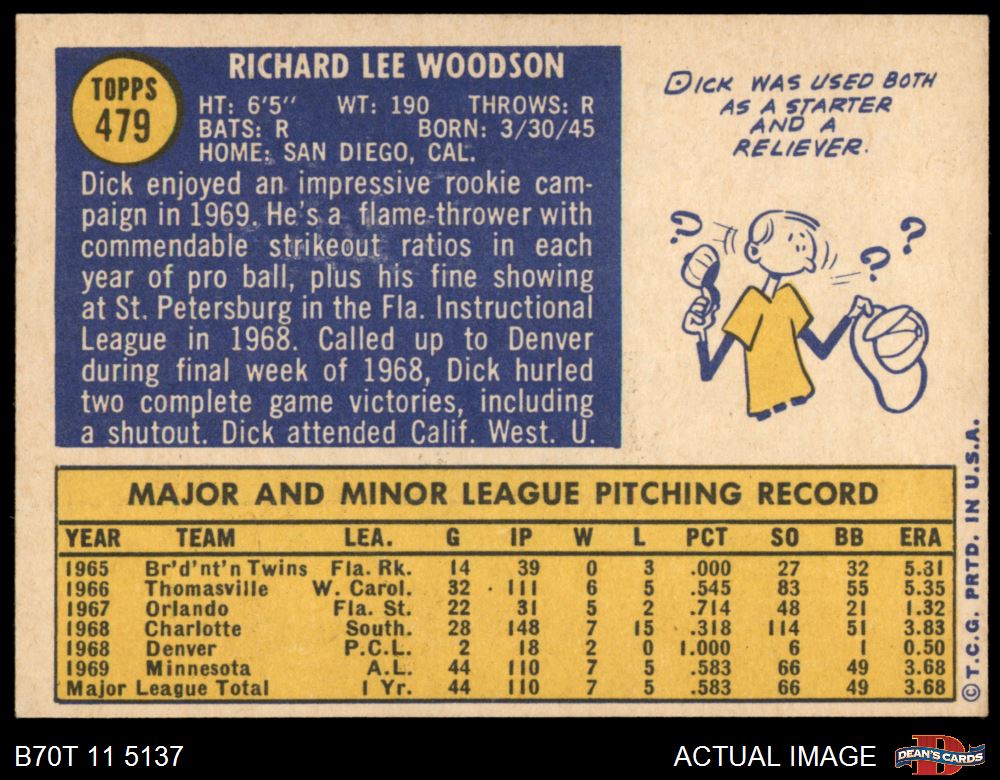 TOPPS
479
RICHARD LEE WOODSON
HT: 6'5" WT: 190 THROWS: R
BATS: R BORN: 3/30/45
HOME: SAN DIEGO, CAL.
Dick enjoyed an impressive rookie cam-
paign in 1969. He's a flame-thrower with
commendable strikeout ratios in each
year of pro ball, plus his fine showing
at St. Petersburg in the Fla. Instructional
League in 1968. Called up to Denver
during final week of 1968, Dick hurled
two complete game victories, including
a shutout. Dick attended Calif. West. U.
DICK WAS USED BOTH
AS A STARTER
AND A
RELIEVER.
? ? ?
MAJOR AND MINOR LEAGUE PITCHING RECORD
YEAR TEAM LEA. G IP W L PCT SO BB ERA
1965 Br'd'nt'n Twins Fla. Rk. 14 39 0 3 .000 27 32 5.31
1966 Thomasville W. Carol. 32 111 6 5 .545 83 55 5.35
1967 Orlando Fla. St. 22 31 5 2 .714 48 21 1.32
1968 Charlotte South. 28 148 7 15 .318 114 51 3.83
1968 Denver P.C.L. 2 18 2 0 1.000 6 1 0.50
1969 Minnesota A.L. 44 110 7 5 .583 66 49 3.68
Major League Total 1 Yr. 44 110 7 5 .583 66 49 3.68
© T.C.G. PRTD. IN U.S.A.
B70T 11 5137
ACTUAL IMAGE
D
DEAN'S CARDS